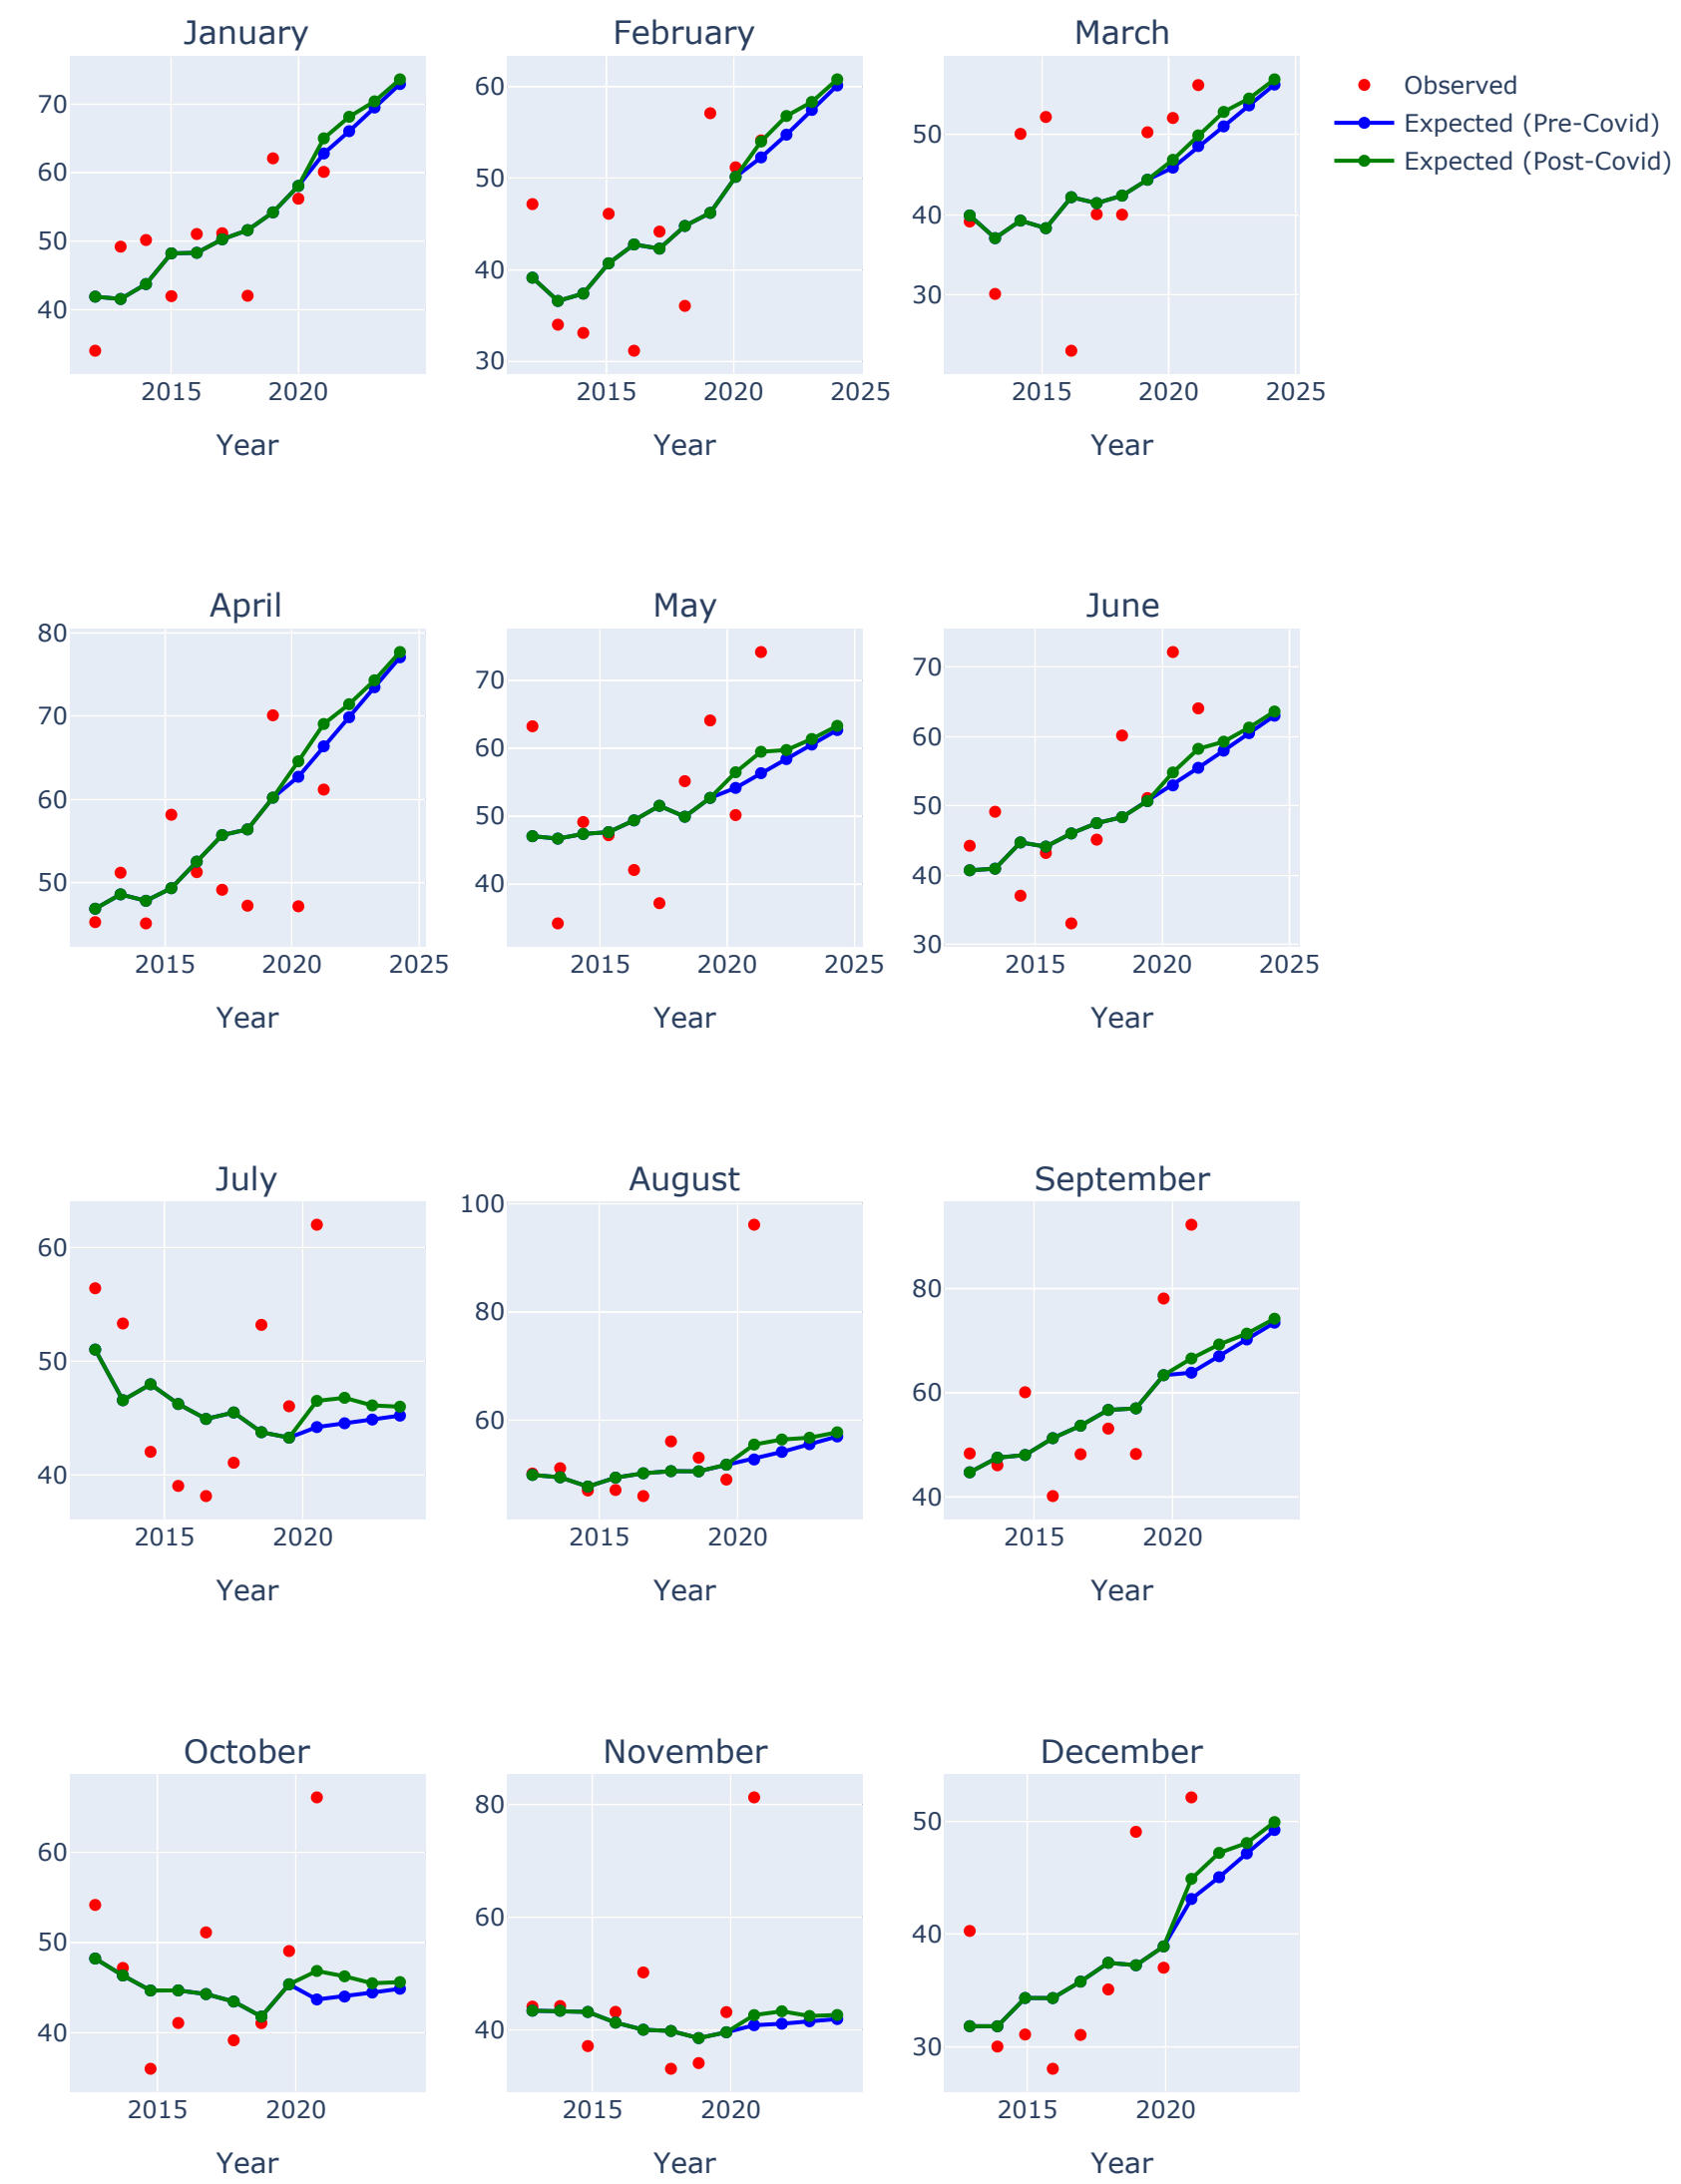 January February March
70
60
50
40
2015 2020
Year
60
50
40
30
2015 2020 2025
Year
50
40
30
2015 2020 2025
Year
Observed
Expected (Pre-Covid)
Expected (Post-Covid)
April May June
80
70
60
50
2015 2020 2025
Year
70
60
50
40
2015 2020 2025
Year
70
60
50
40
30
2015 2020 2025
Year
July August September
60
50
40
2015 2020
Year
100
80
60
2015 2020
Year
80
60
40
2015 2020
Year
October November December
60
50
40
2015 2020
Year
80
60
40
2015 2020
Year
50
40
30
2015 2020
Year